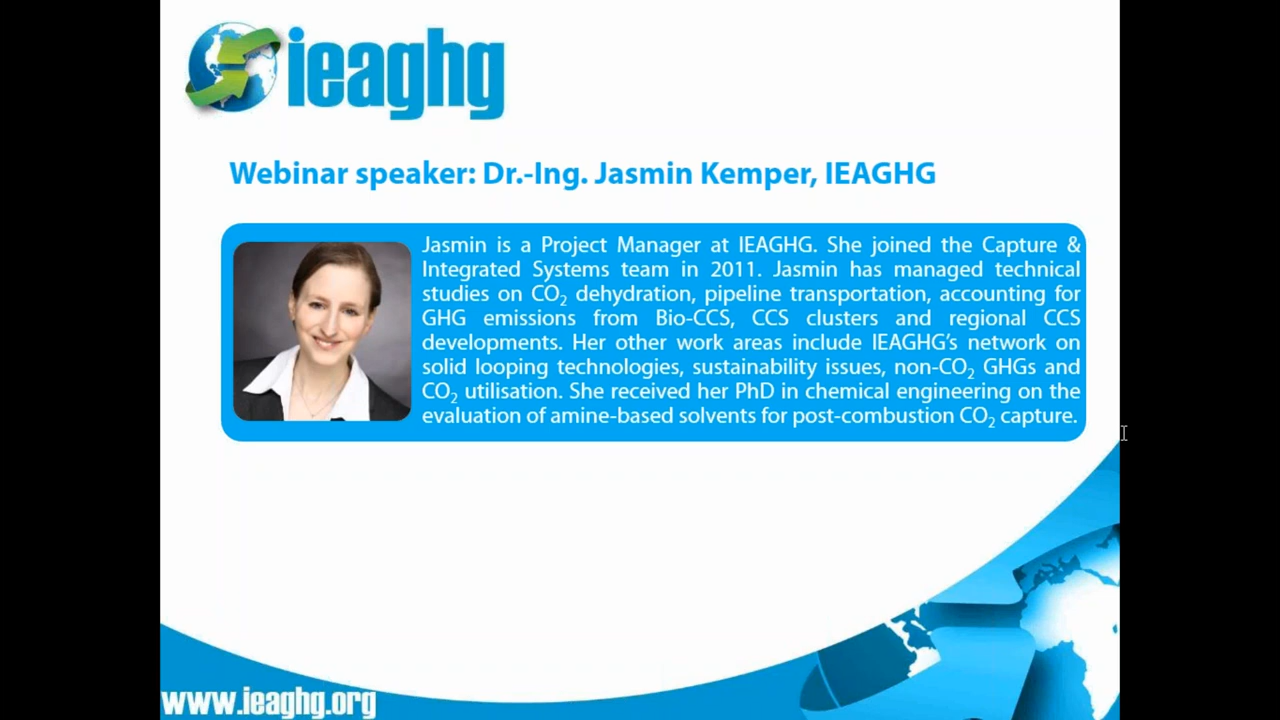 ieaghg
Webinar speaker: Dr.-Ing. Jasmin Kemper, IEAGHG
Jasmin is a Project Manager at IEAGHG. She joined the Capture &
Integrated Systems team in 2011. Jasmin has managed technical
studies on CO₂ dehydration, pipeline transportation, accounting for
GHG emissions from Bio-CCS, CCS clusters and regional CCS
developments. Her other work areas include IEAGHG’s network on
solid looping technologies, sustainability issues, non-CO₂ GHGs and
CO₂ utilisation. She received her PhD in chemical engineering on the
evaluation of amine-based solvents for post-combustion CO₂ capture.
www.ieaghg.org